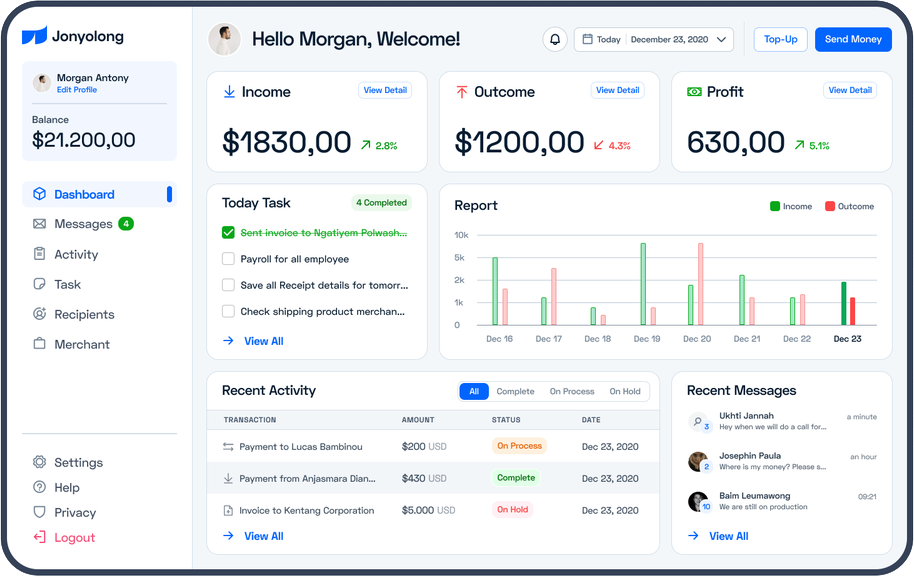 Jonyolong
Morgan Antony
Edit Profile
Balance
$21.200,00
Dashboard
Messages 4
Activity
Task
Recipients
Merchant
Settings
Help
Privacy
Logout
Hello Morgan, Welcome!
Today December 23, 2020
Top-Up
Send Money
Income View Detail
$1830,00 2.8%
Outcome View Detail
$1200,00 4.3%
Profit View Detail
630,00 5.1%
Today Task 4 Completed
Sent invoice to Ngatiyem Polwash...
Payroll for all employee
Save all Receipt details for tomorr...
Check shipping product merchan...
View All
Report
Income Outcome
10k
5k
2k
1k
0
Dec 16 Dec 17 Dec 18 Dec 19 Dec 20 Dec 21 Dec 22 Dec 23
Recent Activity
All Complete On Process On Hold
TRANSACTION AMOUNT STATUS DATE
Payment to Lucas Bambinou $200 USD On Process Dec 23, 2020
Payment from Anjasmara Dian... $430 USD Complete Dec 23, 2020
Invoice to Kentang Corporation $5.000 USD On Hold Dec 23, 2020
View All
Recent Messages
Ukhti Jannah a minute
3 Hey when we will do a call for...
Josephin Paula an hour
2 Where is my money? Please s...
Baim Leumawong 09:21
10 We are still on production
View All